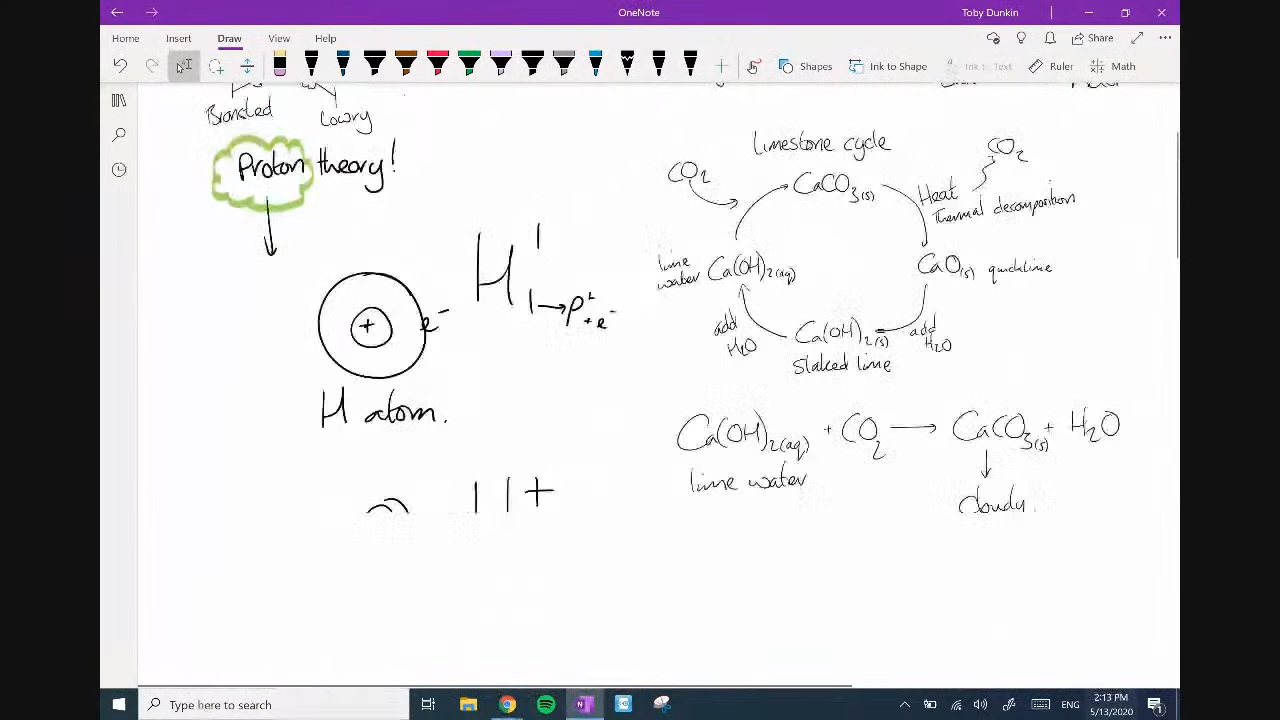 OneNote
Toby Dunkin
Home Insert Draw View Help
Share
Shapes
Ink to Shape
Ink to Text
Ruler
Math
Bronsted
Lowry
Proton theory!
H 1
1 → p+
+ e-
+
e-
H atom.
H+
Limestone cycle
CO2
CaCO3(s)
CO2
Heat
Thermal decomposition
CaO(s) quicklime
add
H2O
Ca(OH)2(s)
slaked lime
add
H2O
lime
water Ca(OH)2(aq)
Ca(OH)2(aq) + CO2 → CaCO3(s) + H2O
lime water
cloudy.
Type here to search
ENG
2:13 PM
5/13/2020
1